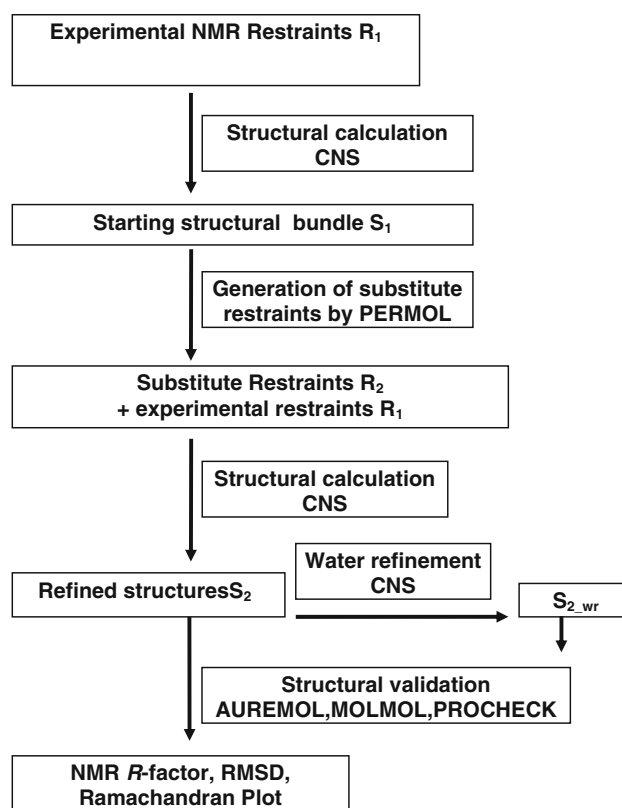 Experimental NMR Restraints R₁
Structural calculation
CNS
Starting structural bundle S₁
Generation of substitute
restraints by PERMOL
Substitute Restraints R₂
+ experimental restraints R₁
Structural calculation
CNS
Water refinement
CNS
Refined structuresS₂
S₂_wr
Structural validation
AUREMOL,MOLMOL,PROCHECK
NMR R-factor, RMSD,
Ramachandran Plot